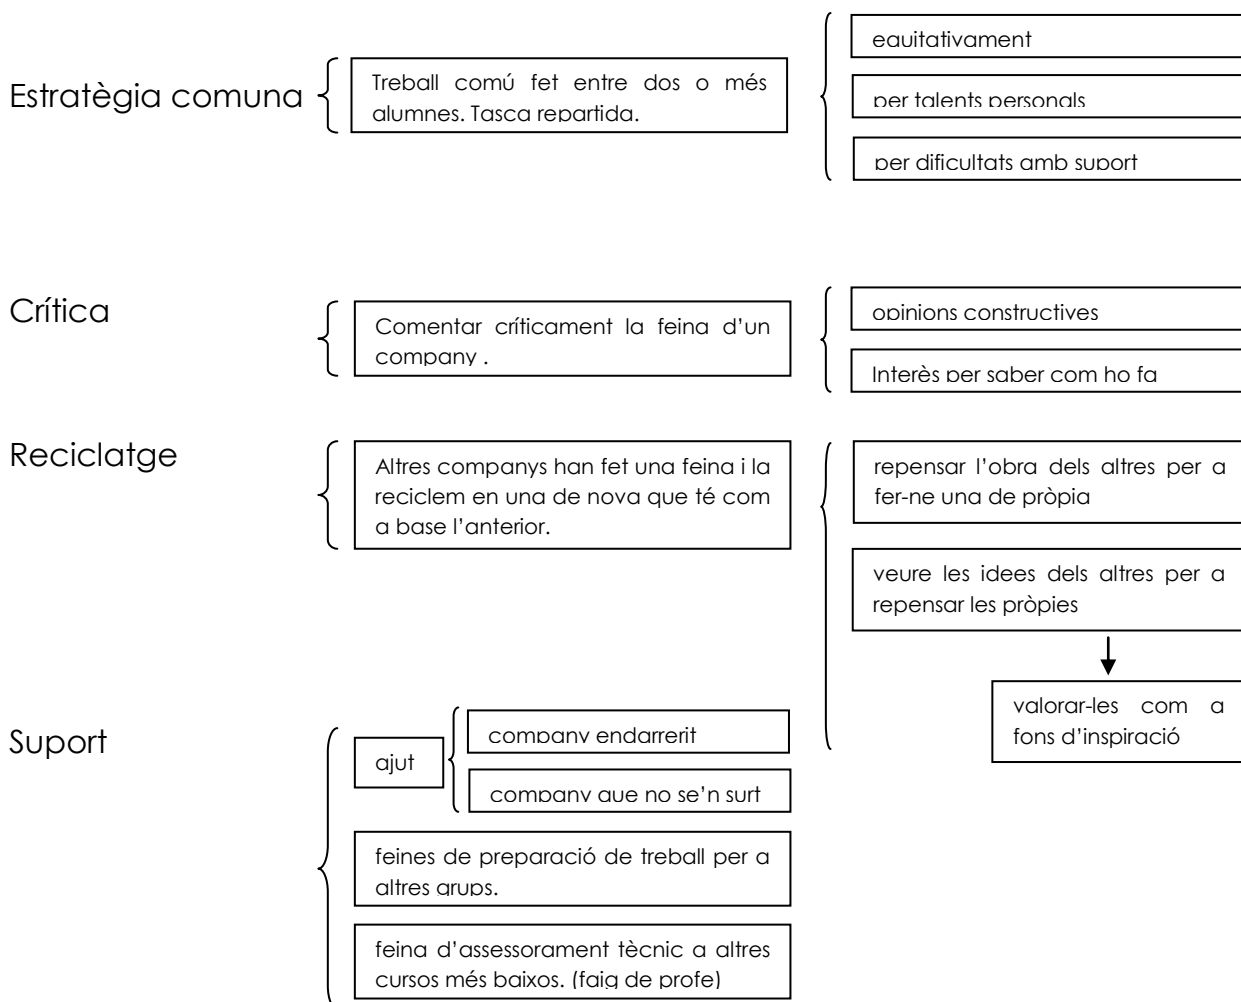 Estratègia comuna
Treball comú fet entre dos o més
alumnes. Tasca repartida.
equitativament
per talents personals
per dificultats amb suport
Crítica
Comentar críticament la feina d’un
company .
opinions constructives
Interès per saber com ho fa
Reciclatge
Altres companys han fet una feina i la
reciclem en una de nova que té com
a base l’anterior.
repensar l’obra dels altres per a
fer-ne una de pròpia
veure les idees dels altres per a
repensar les pròpies
valorar-les com a
fons d’inspiració
Suport
ajut
company endarrerit
company que no se’n surt
feines de preparació de treball per a
altres grups.
feina d’assessorament tècnic a altres
cursos més baixos. (faig de profe)